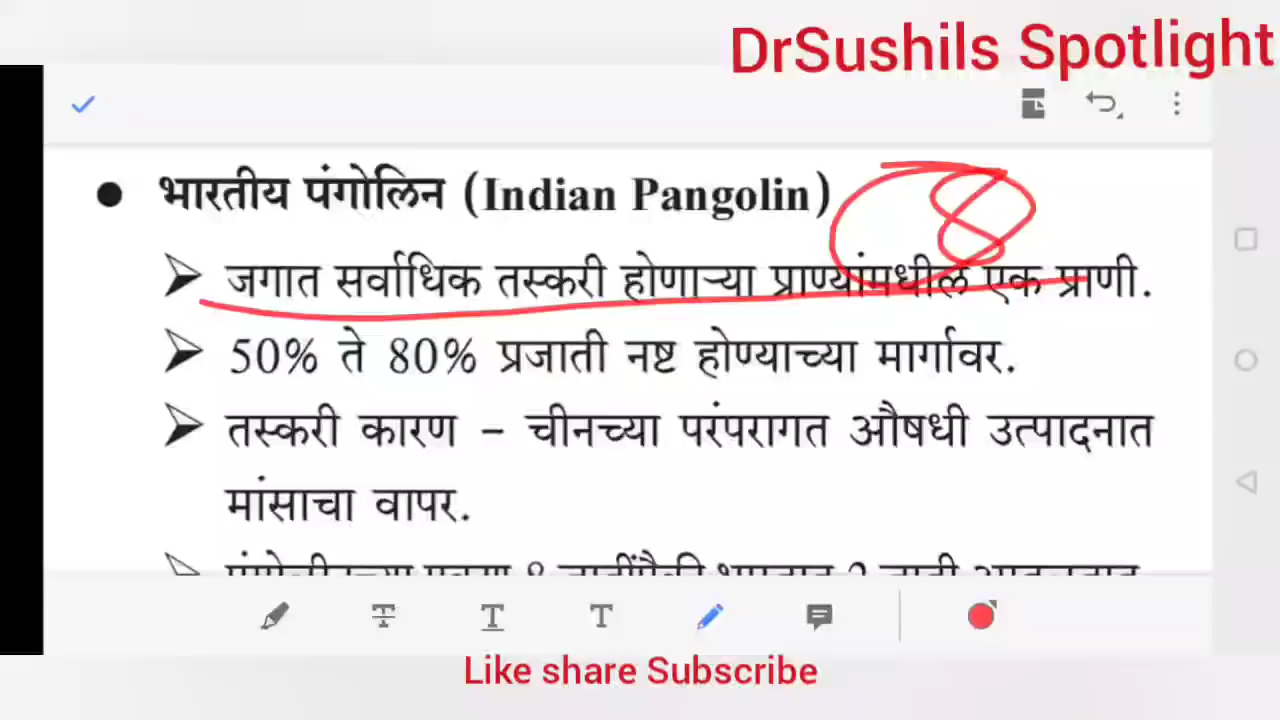 DrSushils Spotlight
● भारतीय पंगोलिन (Indian Pangolin) 8
➤ जगात सर्वाधिक तस्करी होणाऱ्या प्राण्यांमधील एक प्राणी.
➤ 50% ते 80% प्रजाती नष्ट होण्याच्या मार्गावर.
➤ तस्करी कारण – चीनच्या परंपरागत औषधी उत्पादनात
मांसाचा वापर.
Like share Subscribe